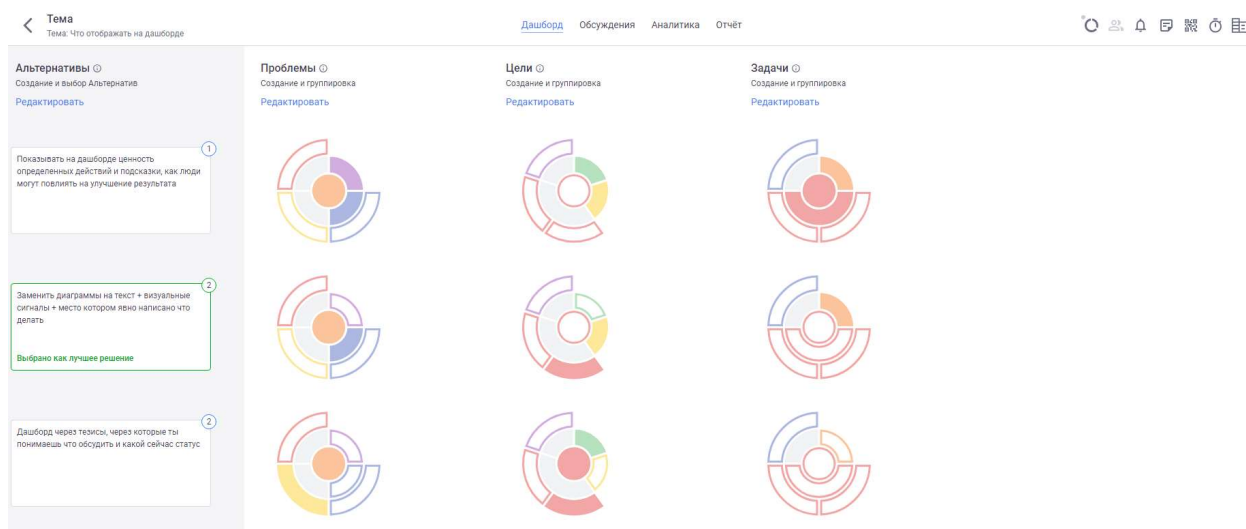 Тема
Тема: Что отображать на дашборде
Дашборд
Обсуждения
Аналитика
Отчёт
Альтернативы
Создание и выбор Альтернатив
Редактировать
Проблемы
Создание и группировка
Редактировать
Цели
Создание и группировка
Редактировать
Задачи
Создание и группировка
Редактировать
1
Показывать на дашборде ценность
определенных действий и подсказки, как люди
могут повлиять на улучшение результата
2
Заменить диаграммы на текст + визуальные
сигналы + место котором явно написано что
делать
Выбрано как лучшее решение
2
Дашборд через тезисы, через которые ты
понимаешь что обсудить и какой сейчас статус